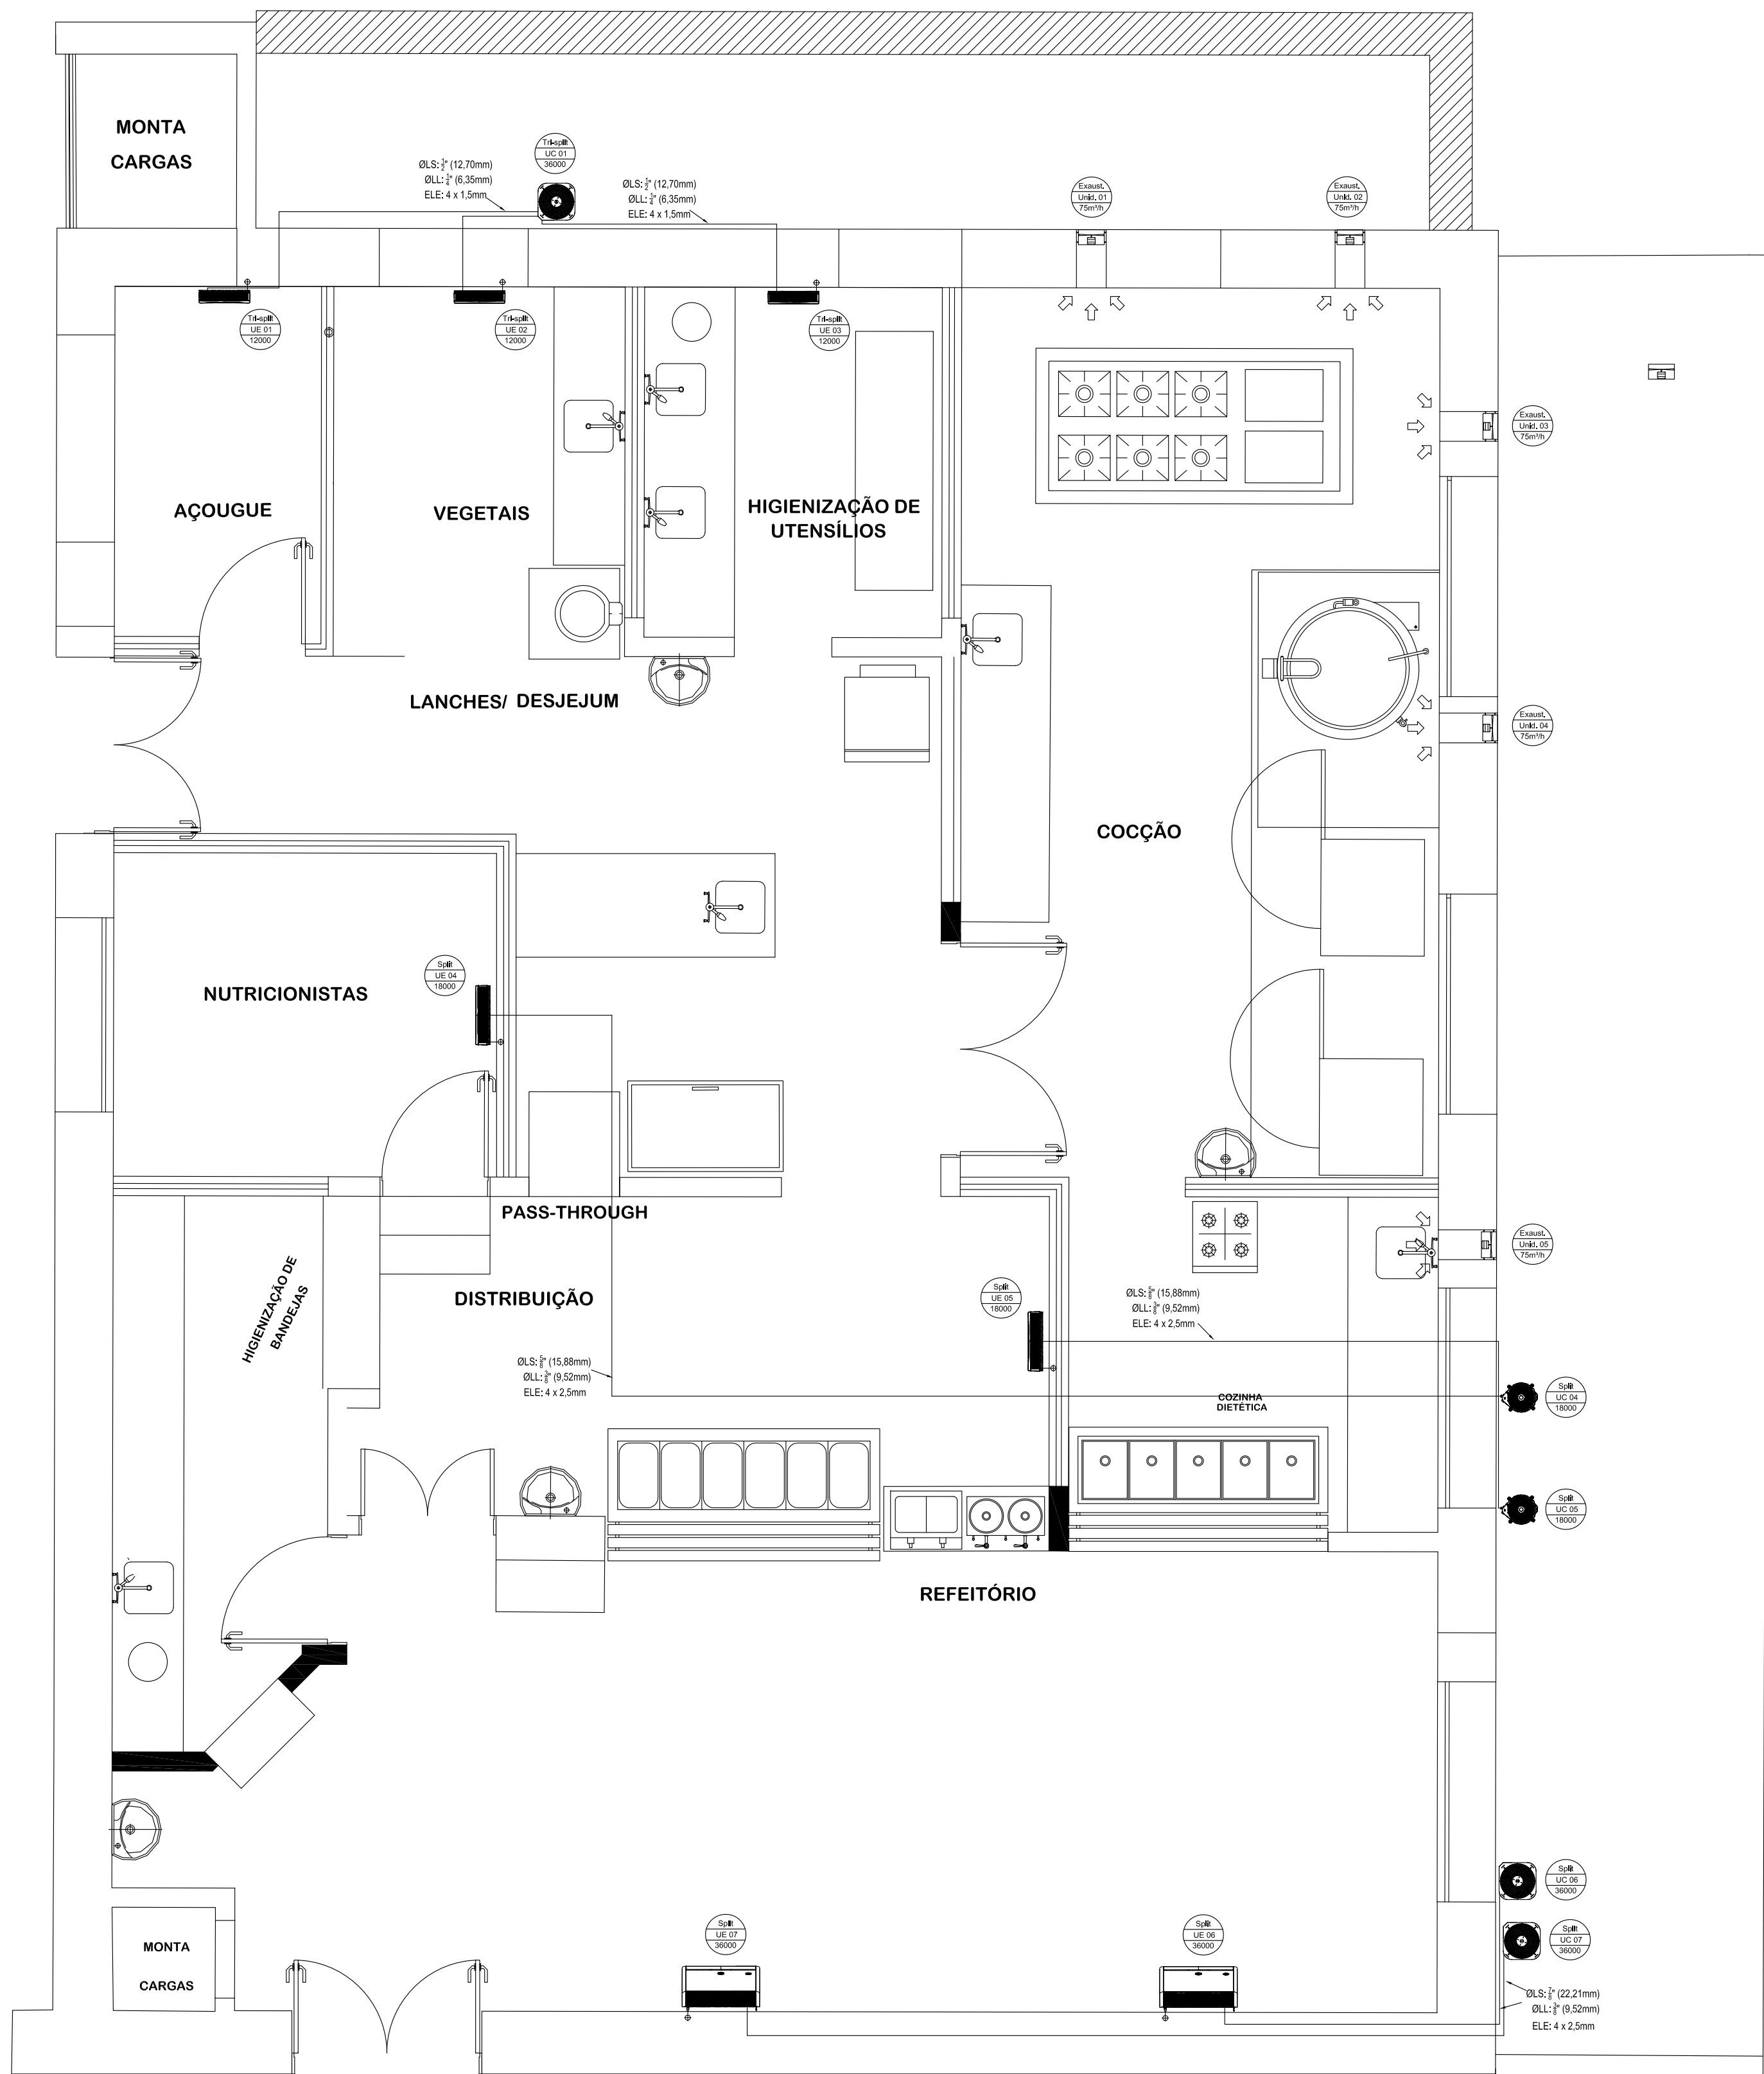 MONTA
CARGAS
Tri-split
UC 01
36000
ØLS: 1/2" (12,70mm)
ØLL: 1/4" (6,35mm)
ELE: 4 x 1,5mm
ØLS: 1/2" (12,70mm)
ØLL: 1/4" (6,35mm)
ELE: 4 x 1,5mm
Exaust.
Unid. 01
75m³/h
Exaust.
Unid. 02
75m³/h
Tri-split
UE 01
12000
Tri-split
UE 02
12000
Tri-split
UE 03
12000
Exaust.
Unid. 03
75m³/h
AÇOUGUE
VEGETAIS
HIGIENIZAÇÃO DE
UTENSÍLIOS
LANCHES/ DESJEJUM
Exaust.
Unid. 04
75m³/h
COCÇÃO
NUTRICIONISTAS
Split
UE 04
18000
PASS-THROUGH
Exaust.
Unid. 05
75m³/h
HIGIENIZAÇÃO DE
BANDEJAS
DISTRIBUIÇÃO
Split
UE 05
18000
ØLS: 5/8" (15,88mm)
ØLL: 3/8" (9,52mm)
ELE: 4 x 2,5mm
ØLS: 5/8" (15,88mm)
ØLL: 3/8" (9,52mm)
ELE: 4 x 2,5mm
COZINHA
DIETÉTICA
Split
UC 04
18000
Split
UC 05
18000
REFEITÓRIO
Split
UC 06
36000
Split
UE 07
36000
Split
UE 06
36000
Split
UC 07
36000
MONTA
CARGAS
ØLS: 7/8" (22,21mm)
ØLL: 3/8" (9,52mm)
ELE: 4 x 2,5mm